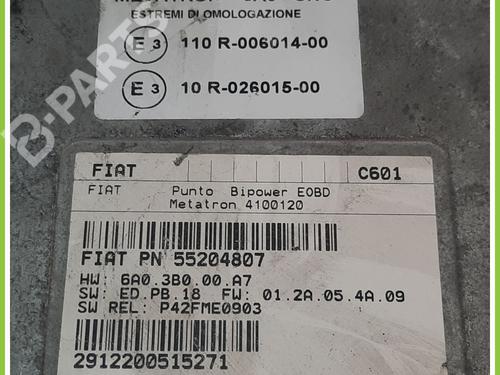 ESTREMI DI OMOLOGAZIONE
E 3 110 R-006014-00
E 3 10 R-026015-00
B-PARTS
FIAT C601
FIAT Punto Bipower EOBD
Metatron 4100120
FIAT PN 55204807
HW: 6A0.3B0.00.A7
SW: ED.PB.18 FW: 01.2A.05.4A.09
SW REL: P42FME0903
2912200515271